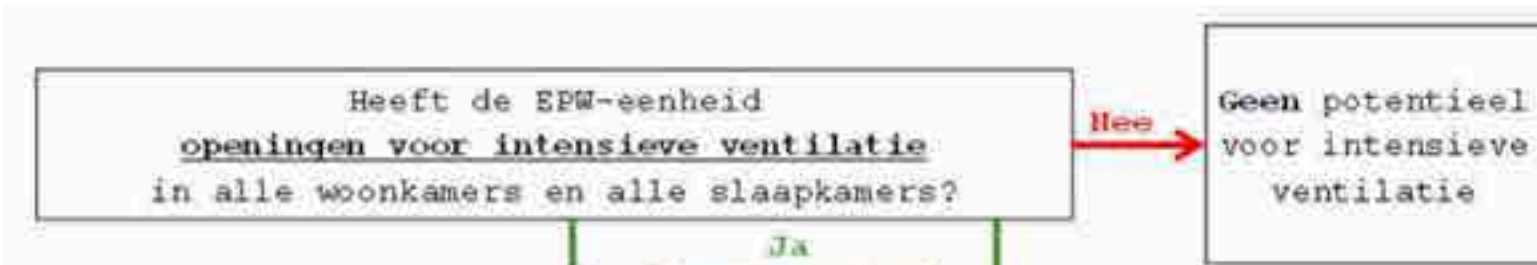 Heeft de EPW-eenheid
openingen voor intensieve ventilatie
in alle woonkamers en alle slaapkamers?
Nee
Geen potentieel
voor intensieve
ventilatie
Ja